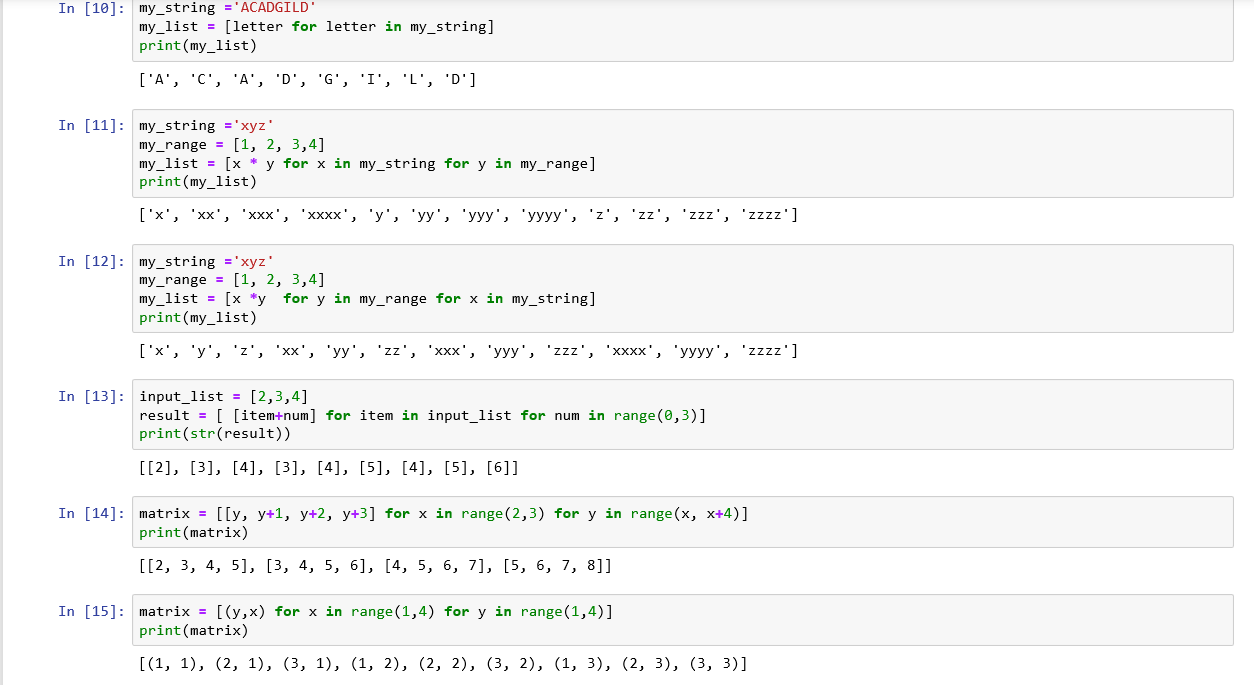 In [10]: my_string ='ACADGILD'
my_list = [letter for letter in my_string]
print(my_list)
['A', 'C', 'A', 'D', 'G', 'I', 'L', 'D']
In [11]: my_string ='xyz'
my_range = [1, 2, 3,4]
my_list = [x * y for x in my_string for y in my_range]
print(my_list)
['x', 'xx', 'xxx', 'xxxx', 'y', 'yy', 'yyy', 'yyyy', 'z', 'zz', 'zzz', 'zzzz']
In [12]: my_string ='xyz'
my_range = [1, 2, 3,4]
my_list = [x *y  for y in my_range for x in my_string]
print(my_list)
['x', 'y', 'z', 'xx', 'yy', 'zz', 'xxx', 'yyy', 'zzz', 'xxxx', 'yyyy', 'zzzz']
In [13]: input_list = [2,3,4]
result = [ [item+num] for item in input_list for num in range(0,3)]
print(str(result))
[[2], [3], [4], [3], [4], [5], [4], [5], [6]]
In [14]: matrix = [[y, y+1, y+2, y+3] for x in range(2,3) for y in range(x, x+4)]
print(matrix)
[[2, 3, 4, 5], [3, 4, 5, 6], [4, 5, 6, 7], [5, 6, 7, 8]]
In [15]: matrix = [(y,x) for x in range(1,4) for y in range(1,4)]
print(matrix)
[(1, 1), (2, 1), (3, 1), (1, 2), (2, 2), (3, 2), (1, 3), (2, 3), (3, 3)]